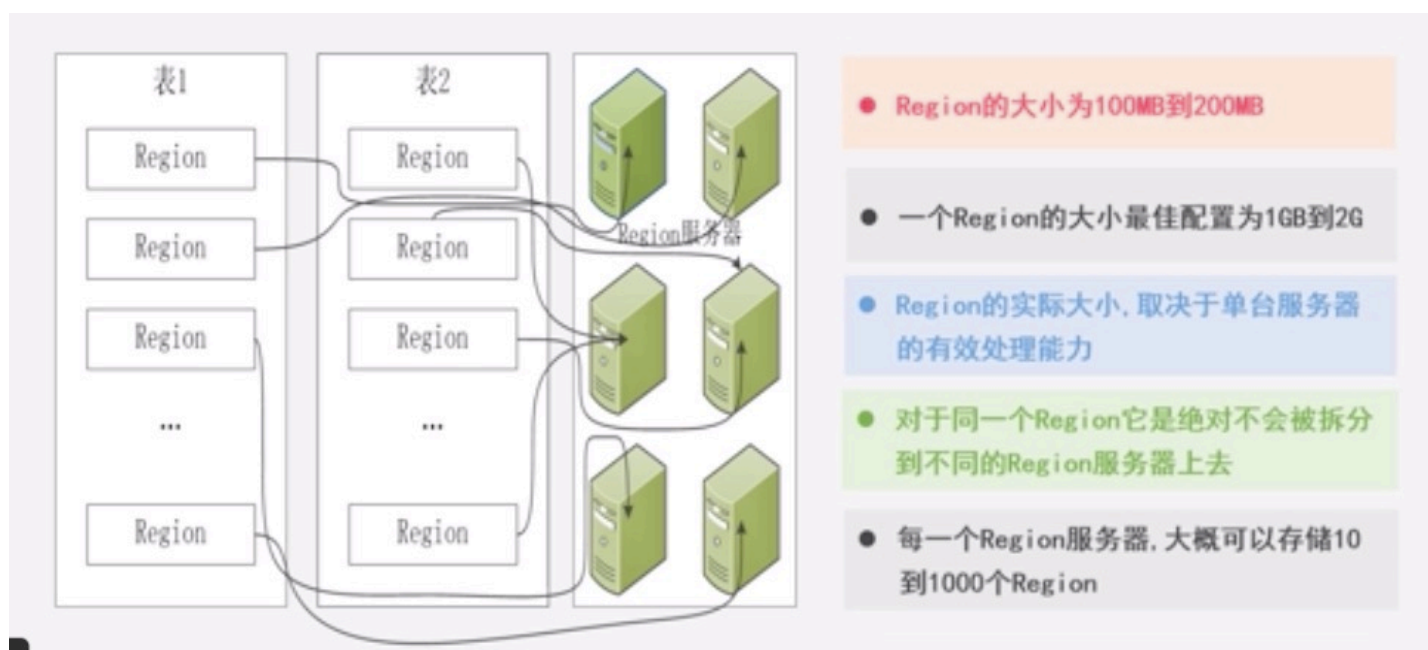 表1
Region
Region
Region
...
Region
表2
Region
Region
Region
...
Region
Region服务器
Region的大小为100MB到200MB
一个Region的大小最佳配置为1GB到2G
Region的实际大小,取决于单台服务器
的有效处理能力
对于同一个Region它是绝对不会被拆分
到不同的Region服务器上去
每一个Region服务器,大概可以存储10
到1000个Region